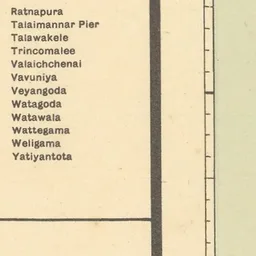 Ratnapura
Talaimannar Pier
Talawakele
Trincomalee
Valaichchenai
Vavuniya
Veyangoda
Watagoda
Watawala
Wattegama
Weligama
Yatiyantota